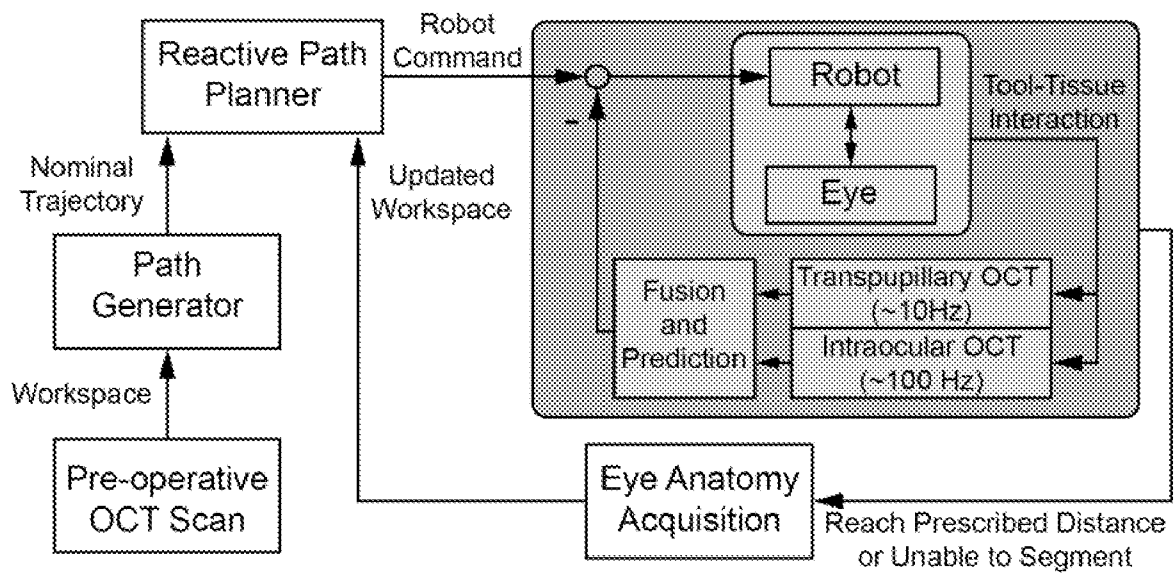 Reactive Path
Planner
Robot
Command
Robot
Eye
Tool-Tissue
Interaction
Nominal
Trajectory
Updated
Workspace
Path
Generator
Fusion
and
Prediction
Transpupillary OCT
(~10Hz)
Intraocular OCT
(~100 Hz)
-
Workspace
Pre-operative
OCT Scan
Eye Anatomy
Acquisition
Reach Prescribed Distance
or Unable to Segment